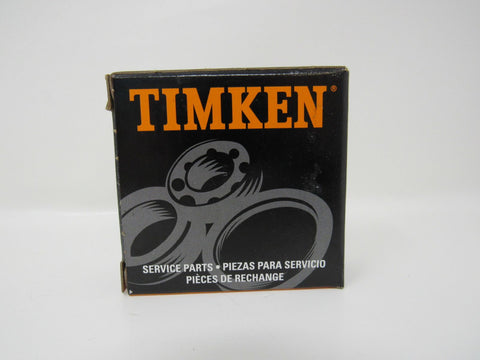 TIMKEN®
SERVICE PARTS • PIEZAS PARA SERVICIO
PIÈCES DE RECHANGE